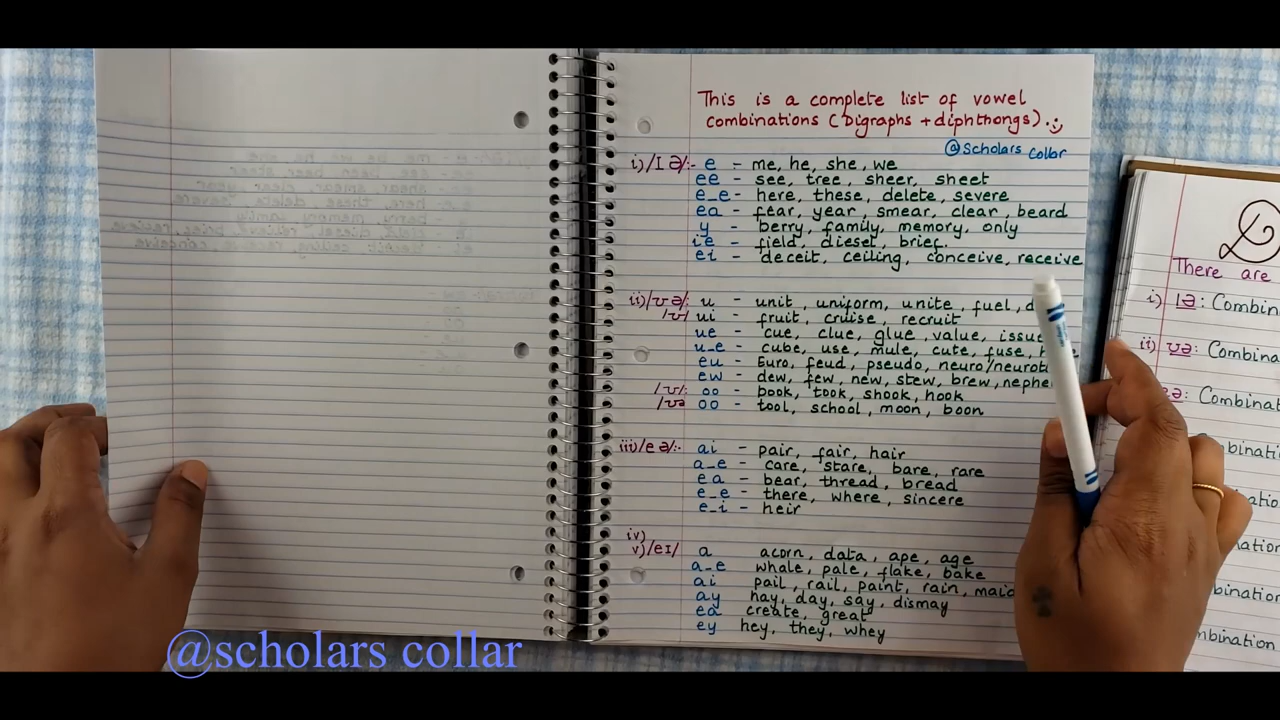 This is a complete list of vowel
combinations (Digraphs + diphthongs).
@Scholars Collar
i) /I ə/:- e - me, he, she, we
ee - see, tree, sheer, sheet
e_e - here, these, delete, severe
ea - fear, year, smear, clear, beard
y - berry, family, memory, only
ie - field, diesel, brief.
ei - deceit, ceiling, conceive, receive
ii) /ʊə/: u - unit, uniform, unite, fuel,
/ʊ/ ui - fruit, cruise, recruit
ue - cue, clue, glue, value, issue
u_e - cube, use, mule, cute, fuse,
eu - Euro, feud, pseudo, neuro/
ew - dew, few, new, stew, brew,
/ʊ/: oo - book, took, shook, hook
/ʊə oo - tool, school, moon, boon
iii) /eə/:- ai - pair, fair, hair
a_e - care, stare, bare, rare
ea - bear, thread, bread
e_e - there, where, sincere
e_i - heir
iv)
v) /eI/ a acorn, data, ape, age
a_e whale, pale, flake, bake
ai pail, rail, paint, rain, maid
ay hay, day, say, dismay
ea create, great
ey hey, they, whey
There are
i) Iə: Combin
ii) ʊə: Combina
Combinat
@scholars collar